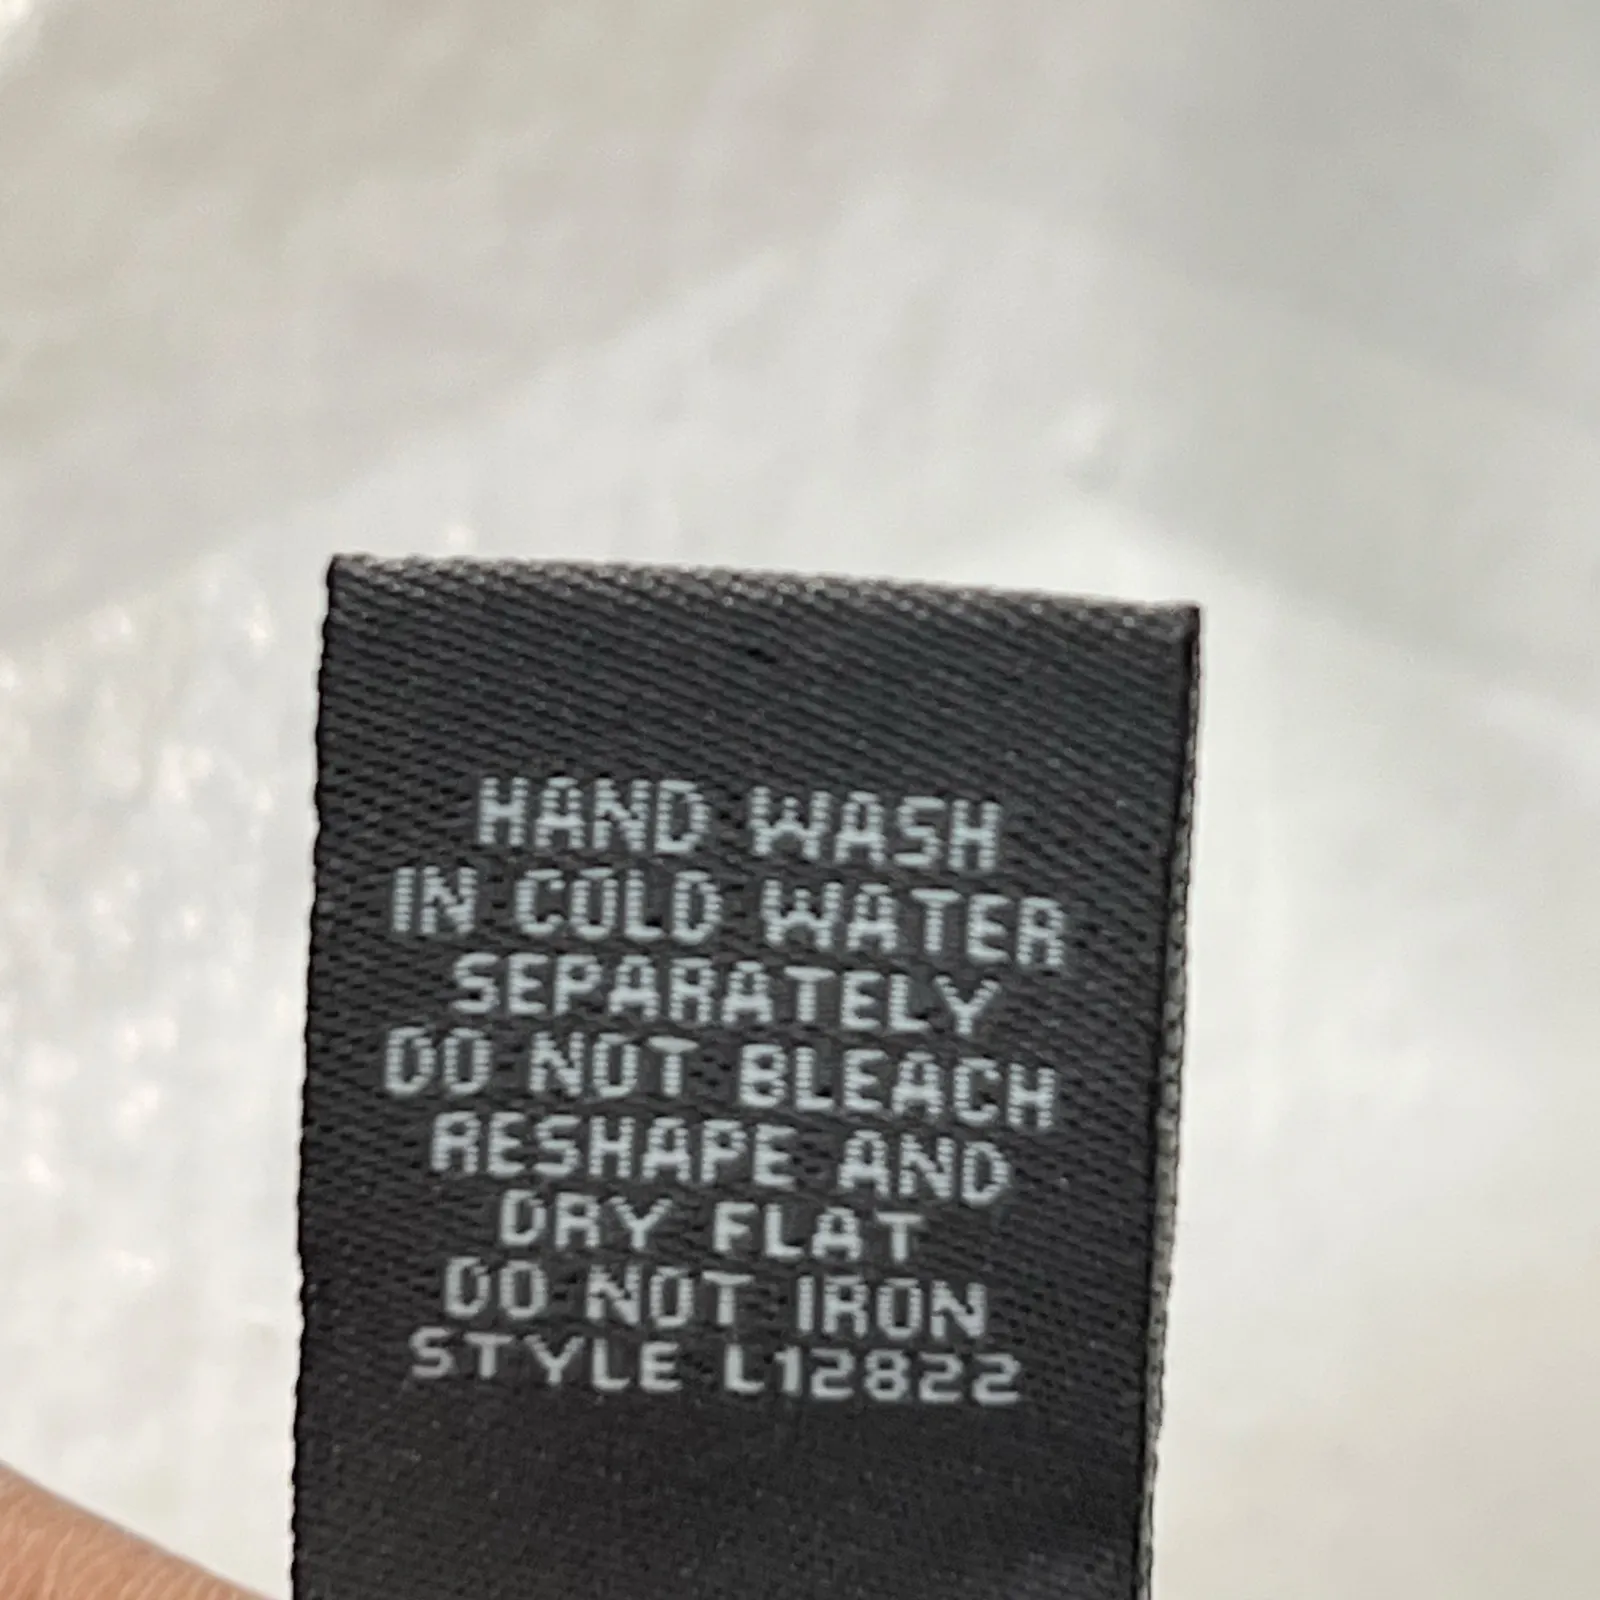 HAND WASH
IN COLD WATER
SEPARATELY
DO NOT BLEACH
RESHAPE AND
DRY FLAT
DO NOT IRON
STYLE L12822